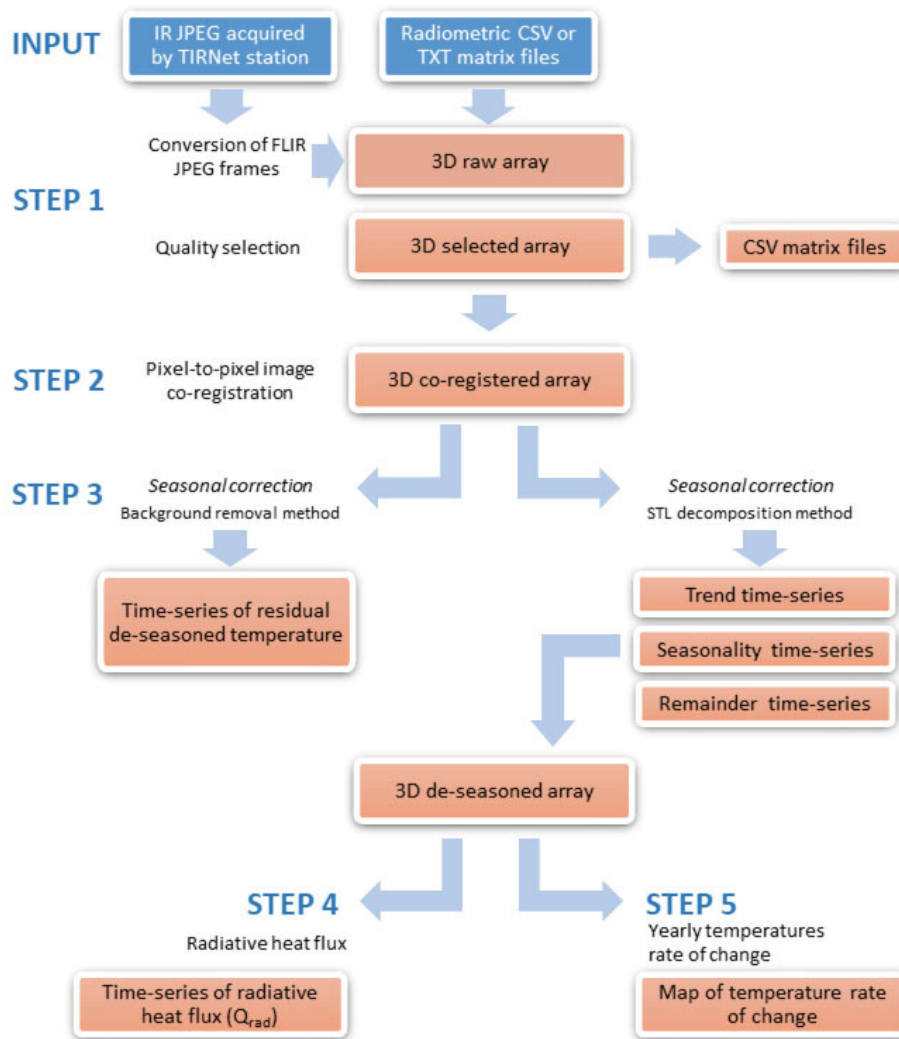 INPUT
IR JPEG acquired
by TIRNet station
Radiometric CSV or
TXT matrix files
STEP 1
Conversion of FLIR
JPEG frames
3D raw array
Quality selection
3D selected array
CSV matrix files
STEP 2
Pixel-to-pixel image
co-registration
3D co-registered array
STEP 3
Seasonal correction
Background removal method
Seasonal correction
STL decomposition method
Time-series of residual
de-seasoned temperature
Trend time-series
Seasonality time-series
Remainder time-series
3D de-seasoned array
STEP 4
Radiative heat flux
Time-series of radiative
heat flux (Qrad)
STEP 5
Yearly temperatures
rate of change
Map of temperature rate
of change